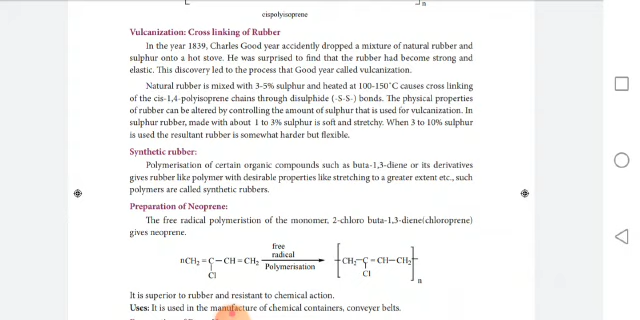 n
cispolyisoprene
Vulcanization: Cross linking of Rubber
In the year 1839, Charles Good year accidently dropped a mixture of natural rubber and
sulphur onto a hot stove. He was surprised to find that the rubber had become strong and
elastic. This discovery led to the process that Good year called vulcanization.
Natural rubber is mixed with 3-5% sulphur and heated at 100-150˚C causes cross linking
of the cis-1,4-polyisoprene chains through disulphide (-S-S-) bonds. The physical properties
of rubber can be altered by controlling the amount of sulphur that is used for vulcanization. In
sulphur rubber, made with about 1 to 3% sulphur is soft and stretchy. When 3 to 10% sulphur
is used the resultant rubber is somewhat harder but flexible.
Synthetic rubber:
Polymerisation of certain organic compounds such as buta-1,3-diene or its derivatives
gives rubber like polymer with desirable properties like stretching to a greater extent etc., such
polymers are called synthetic rubbers.
Preparation of Neoprene:
The free radical polymeristion of the monomer, 2-chloro buta-1,3-diene(chloroprene)
gives neoprene.
free
radical
nCH₂ = C – CH = CH₂ Polymerisation CH₂ – C = CH – CH₂
Cl Cl
n
It is superior to rubber and resistant to chemical action.
Uses: It is used in the manufacture of chemical containers, conveyer belts.